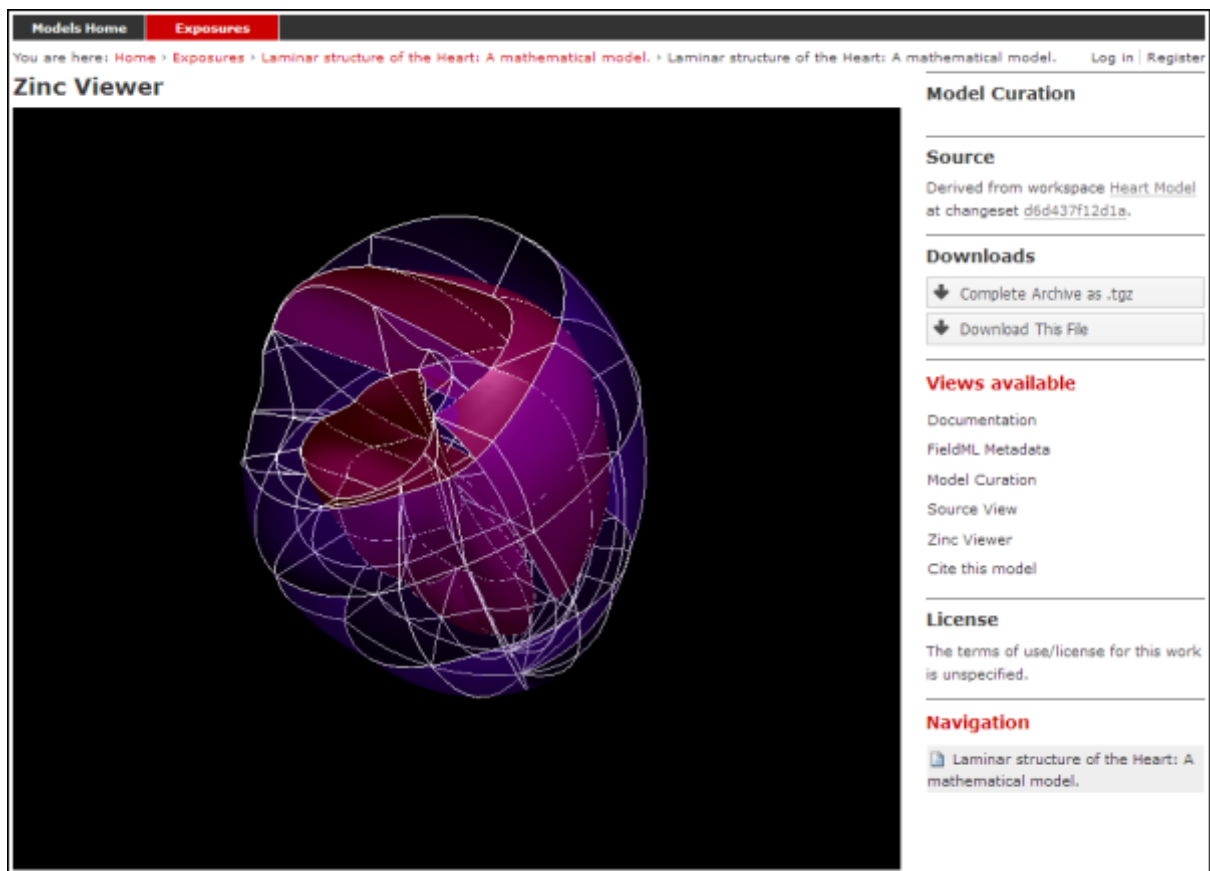 Models Home
Exposures
You are here: Home › Exposures › Laminar structure of the Heart: A mathematical model. › Laminar structure of the Heart: A mathematical model.
Log in | Register
Zinc Viewer
Model Curation
Source
Derived from workspace Heart Model
at changeset d6d437f12d1a.
Downloads
Complete Archive as .tgz
Download This File
Views available
Documentation
FieldML Metadata
Model Curation
Source View
Zinc Viewer
Cite this model
License
The terms of use/license for this work
is unspecified.
Navigation
Laminar structure of the Heart: A
mathematical model.